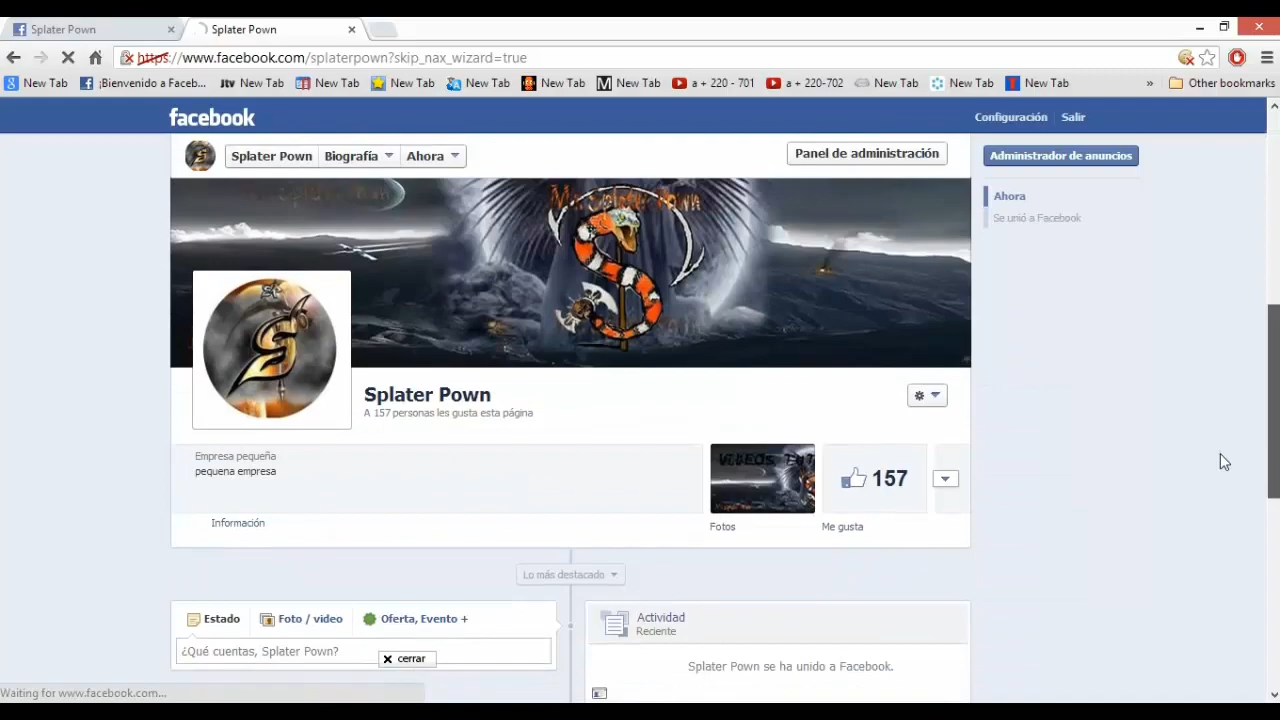 Splater Pown
Splater Pown
https://www.facebook.com/splaterpown?skip_nax_wizard=true
New Tab
¡Bienvenido a Faceb...
jtv New Tab
New Tab
New Tab
New Tab
New Tab
M New Tab
a + 220 - 701
a + 220-702
New Tab
New Tab
New Tab
»
Other bookmarks
facebook
Configuración
Salir
Splater Pown
Biografía
Ahora
Panel de administración
Administrador de anuncios
Ahora
Se unió a Facebook
Splater Pown
A 157 personas les gusta esta página
Empresa pequeña
pequena empresa
Información
Fotos
157
Me gusta
Lo más destacado
Estado
Foto / video
Oferta, Evento +
¿Qué cuentas, Splater Pown?
cerrar
Actividad
Reciente
Splater Pown se ha unido a Facebook.
Waiting for www.facebook.com...